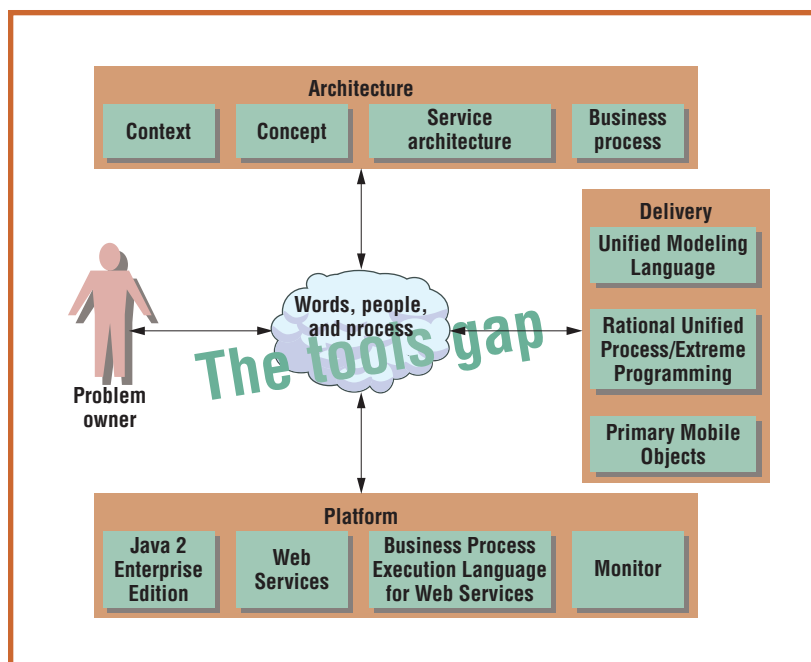 Architecture
Context
Concept
Service
architecture
Business
process
Delivery
Unified Modeling
Language
Rational Unified
Process/Extreme
Programming
Primary Mobile
Objects
Words, people,
and process
The tools gap
Problem
owner
Platform
Java 2
Enterprise
Edition
Web
Services
Business Process
Execution Language
for Web Services
Monitor